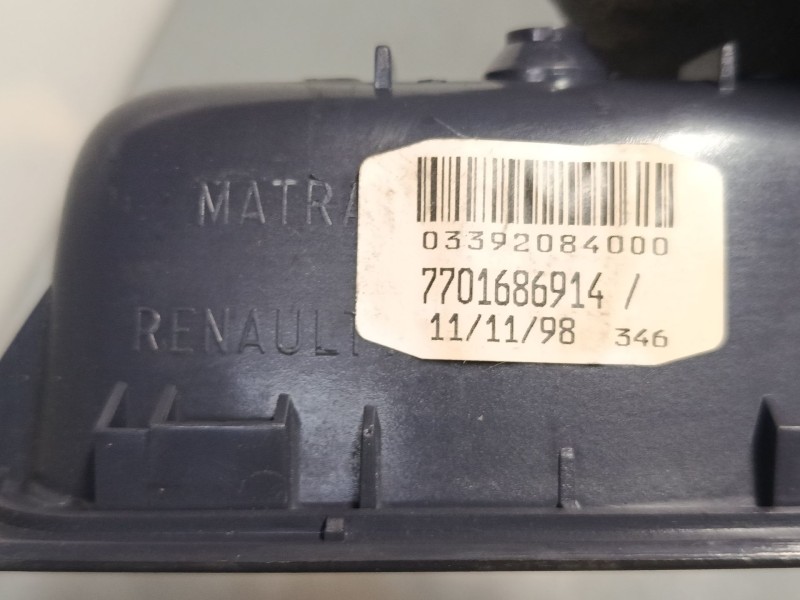 MATRA
03392084000
7701686914 /
RENAULT
11/11/98 346